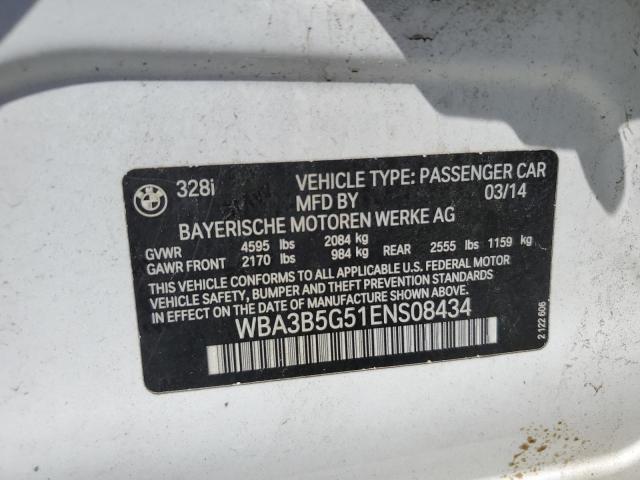 328i VEHICLE TYPE: PASSENGER CAR
MFD BY 03/14
BAYERISCHE MOTOREN WERKE AG
GVWR 4595 lbs 2084 kg
GAWR FRONT 2170 lbs 984 kg REAR 2555 lbs 1159 kg
THIS VEHICLE CONFORMS TO ALL APPLICABLE U.S. FEDERAL MOTOR
VEHICLE SAFETY, BUMPER AND THEFT PREVENTION STANDARDS
IN EFFECT ON THE DATE OF MANUFACTURE SHOWN ABOVE.
WBA3B5G51ENS08434
2 122 606